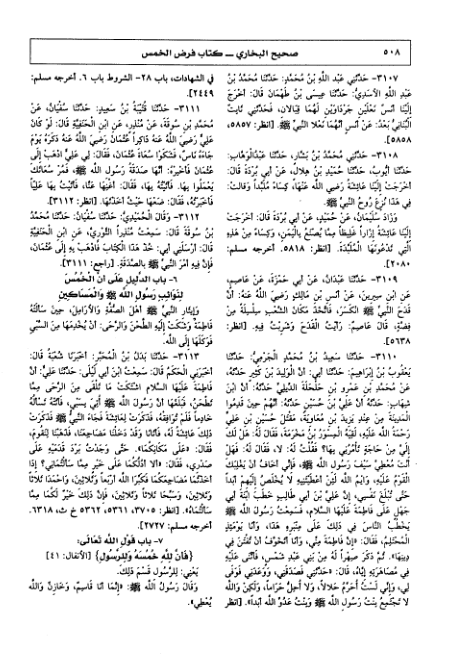 ٥٠٨ صحيح البخاري ــ كتاب فرض الخمس
٣١٠٧- حَدَّثَنِي عَبْدُ اللَّهِ بْنُ مُحَمَّدٍ: حَدَّثَنَا مُحَمَّدُ بْنُ
عَبْدِ اللَّهِ الأَسَدِيُّ: حَدَّثَنَا عِيسَى بْنُ طَهْمَانَ قَالَ: أَخْرَجَ
إِلَيْنَا أَنَسٌ نَعْلَيْنِ جَرْدَاوَيْنِ لَهُمَا قِبَالَانِ، فَحَدَّثَنِي ثَابِتٌ
الْبُنَانِيُّ بَعْدُ: عَنْ أَنَسٍ أَنَّهُمَا نَعْلَا النَّبِيِّ ﷺ. [انظر: ٥٨٥٧،
٥٨٥٨]
٣١٠٨- حَدَّثَنِي مُحَمَّدُ بْنُ بَشَّارٍ، حَدَّثَنَا عَبْدُالْوَهَّابِ:
حَدَّثَنَا أَيُّوبُ، حَدَّثَنَا حُمَيْدُ بْنُ هِلَالٍ، عَنْ أَبِي بُرْدَةَ قَالَ:
أَخْرَجَتْ إِلَيْنَا عَائِشَةُ رَضِيَ اللَّهُ عَنْهَا، كِسَاءً مُلَبَّدًا وَقَالَتْ:
فِي هَذَا نُزِعَ رُوحُ النَّبِيِّ ﷺ.
وَزَادَ سُلَيْمَانُ، عَنْ حُمَيْدٍ، عَنْ أَبِي بُرْدَةَ قَالَ: أَخْرَجَتْ
إِلَيْنَا عَائِشَةُ إِزَارًا غَلِيظًا مِمَّا يُصْنَعُ بِالْيَمَنِ، وَكِسَاءً مِنْ هَذِهِ
الَّتِي تَدْعُونَهَا الْمُلَبَّدَةَ. [انظر: ٥٨١٨. أخرجه مسلم:
٢٠٨٠]
٣١٠٩- حَدَّثَنَا عَبْدَانُ، عَنْ أَبِي حَمْزَةَ، عَنْ عَاصِمٍ،
عَنِ ابْنِ سِيرِينَ، عَنْ أَنَسِ بْنِ مَالِكٍ رَضِيَ اللَّهُ عَنْهُ: أَنَّ
قَدَحَ النَّبِيِّ ﷺ انْكَسَرَ، فَاتَّخَذَ مَكَانَ الشَّعْبِ سِلْسِلَةً مِنْ
فِضَّةٍ. قَالَ عَاصِمٌ: رَأَيْتُ الْقَدَحَ وَشَرِبْتُ فِيهِ. [انظر:
٥٦٣٨]
٣١١٠- حَدَّثَنَا سَعِيدُ بْنُ مُحَمَّدٍ الْجَرْمِيُّ: حَدَّثَنَا
يَعْقُوبُ بْنُ إِبْرَاهِيمَ: حَدَّثَنَا أَبِي: أَنَّ الْوَلِيدَ بْنَ كَثِيرٍ حَدَّثَهُ،
عَنْ مُحَمَّدِ بْنِ عَمْرِو بْنِ حَلْحَلَةَ الدِّيلِيِّ حَدَّثَهُ: أَنَّ ابْنَ
شِهَابٍ: حَدَّثَهُ أَنَّ عَلِيَّ بْنَ حُسَيْنٍ حَدَّثَهُ: أَنَّهُمْ حِينَ قَدِمُوا
الْمَدِينَةَ مِنْ عِنْدِ يَزِيدَ بْنِ مُعَاوِيَةَ، مَقْتَلَ حُسَيْنِ بْنِ عَلِيٍّ
رَحْمَةُ اللَّهِ عَلَيْهِ، لَقِيَهُ الْمِسْوَرُ بْنُ مَخْرَمَةَ، فَقَالَ لَهُ: هَلْ لَكَ
إِلَيَّ مِنْ حَاجَةٍ تَأْمُرُنِي بِهَا؟ فَقُلْتُ لَهُ: لَا، فَقَالَ لَهُ: فَهَلْ
أَنْتَ مُعْطِيَّ سَيْفَ رَسُولِ اللَّهِ ﷺ، فَإِنِّي أَخَافُ أَنْ يَغْلِبَكَ
الْقَوْمُ عَلَيْهِ، وَايْمُ اللَّهِ لَئِنْ أَعْطَيْتَنِيهِ لَا يُخْلَصُ إِلَيْهِمْ أَبَدًا
حَتَّى تُبْلَغَ نَفْسِي، إِنَّ عَلِيَّ بْنَ أَبِي طَالِبٍ خَطَبَ ابْنَةَ أَبِي
جَهْلٍ عَلَى فَاطِمَةَ عَلَيْهَا السَّلَام، فَسَمِعْتُ رَسُولَ اللَّهِ ﷺ
يَخْطُبُ النَّاسَ فِي ذَلِكَ عَلَى مِنْبَرِهِ هَذَا، وَأَنَا يَوْمَئِذٍ
الْمُحْتَلِمُ، فَقَالَ: «إِنَّ فَاطِمَةَ مِنِّي، وَأَنَا أَتَخَوَّفُ أَنْ تُفْتَنَ فِي
دِينِهَا». ثُمَّ ذَكَرَ صِهْرًا لَهُ مِنْ بَنِي عَبْدِ شَمْسٍ، فَأَثْنَى عَلَيْهِ
فِي مُصَاهَرَتِهِ إِيَّاهُ، قَالَ: «حَدَّثَنِي فَصَدَقَنِي، وَوَعَدَنِي فَوَفَى
لِي، وَإِنِّي لَسْتُ أُحَرِّمُ حَلَالًا، وَلَا أُحِلُّ حَرَامًا، وَلَكِنْ وَاللَّهِ
لَا تَجْتَمِعُ بِنْتُ رَسُولِ اللَّهِ ﷺ وَبِنْتُ عَدُوِّ اللَّهِ أَبَدًا». [انظر
في الشهادات، باب ٢٨- الشروط باب ٦. أخرجه مسلم:
٢٤٤٩]
٣١١١- حَدَّثَنَا قُتَيْبَةُ بْنُ سَعِيدٍ: حَدَّثَنَا سُفْيَانُ، عَنْ
مُحَمَّدِ بْنِ سُوقَةَ، عَنْ مُنْذِرٍ، عَنِ ابْنِ الْحَنَفِيَّةِ قَالَ: لَوْ كَانَ
عَلِيٌّ رَضِيَ اللَّهُ عَنْهُ ذَاكِرًا عُثْمَانَ رَضِيَ اللَّهُ عَنْهُ ذَكَرَهُ يَوْمَ
جَاءَهُ نَاسٌ، فَشَكَوْا سُعَاةَ عُثْمَانَ، فَقَالَ: لِي عَلِيٌّ اذْهَبْ إِلَى
عُثْمَانَ فَأَخْبِرْهُ: أَنَّهَا صَدَقَةُ رَسُولِ اللَّهِ ﷺ، فَمُرْ سُعَاتَكَ
يَعْمَلُوا بِهَا. فَأَتَيْتُهُ بِهَا، فَقَالَ: أَغْنِهَا عَنَّا، فَأَتَيْتُ بِهَا عَلِيًّا
فَأَخْبَرْتُهُ، فَقَالَ: ضَعْهَا حَيْثُ أَخَذْتَهَا. [انظر: ٣١١٢]
٣١١٢- وَقَالَ الْحُمَيْدِيُّ: حَدَّثَنَا سُفْيَانُ: حَدَّثَنَا مُحَمَّدُ
بْنُ سُوقَةَ قَالَ: سَمِعْتُ مُنْذِرًا الثَّوْرِيَّ، عَنِ ابْنِ الْحَنَفِيَّةِ
قَالَ: أَرْسَلَنِي أَبِي: خُذْ هَذَا الْكِتَابَ فَاذْهَبْ بِهِ إِلَى عُثْمَانَ،
فَإِنَّ فِيهِ أَمْرَ النَّبِيِّ ﷺ بِالصَّدَقَةِ. [راجع: ٣١١١]
٦- بَاب الدَّلِيلِ عَلَى أَنَّ الْخُمُسَ
لِنَوَائِبِ رَسُولِ اللَّهِ ﷺ وَالْمَسَاكِينِ
وَإِيثَارِ النَّبِيِّ ﷺ أَهْلَ الصُّفَّةِ وَالأَرَامِلَ، حِينَ سَأَلَتْهُ
فَاطِمَةُ وَشَكَتْ إِلَيْهِ الطَّحْنَ وَالرَّحَى: أَنْ يُخْدِمَهَا مِنَ السَّبْيِ
فَوَكَلَهَا إِلَى اللَّهِ.
٣١١٣- حَدَّثَنَا بَدَلُ بْنُ الْمُحَبَّرِ: أَخْبَرَنَا شُعْبَةُ قَالَ:
أَخْبَرَنِي الْحَكَمُ قَالَ: سَمِعْتُ ابْنَ أَبِي لَيْلَى: حَدَّثَنَا عَلِيٌّ: أَنَّ
فَاطِمَةَ عَلَيْهَا السَّلَام اشْتَكَتْ مَا تَلْقَى مِنَ الرَّحَى مِمَّا
تَطْحَنُ، فَبَلَغَهَا أَنَّ رَسُولَ اللَّهِ ﷺ أُتِيَ بِسَبْيٍ، فَأَتَتْهُ تَسْأَلُهُ
خَادِمًا فَلَمْ تُوَافِقْهُ، فَذَكَرَتْ لِعَائِشَةَ فَجَاءَ النَّبِيُّ ﷺ فَذَكَرَتْ
ذَلِكَ عَائِشَةُ لَهُ، فَأَتَانَا وَقَدْ دَخَلْنَا مَضَاجِعَنَا، فَذَهَبْنَا لِنَقُومَ،
فَقَالَ: «عَلَى مَكَانِكُمَا». حَتَّى وَجَدْتُ بَرْدَ قَدَمَيْهِ عَلَى
صَدْرِي، فَقَالَ: «أَلَا أَدُلُّكُمَا عَلَى خَيْرٍ مِمَّا سَأَلْتُمَانِي؟ إِذَا
أَخَذْتُمَا مَضَاجِعَكُمَا فَكَبِّرَا اللَّهَ أَرْبَعًا وَثَلَاثِينَ، وَاحْمَدَا ثَلَاثًا
وَثَلَاثِينَ، وَسَبِّحَا ثَلَاثًا وَثَلَاثِينَ، فَإِنَّ ذَلِكَ خَيْرٌ لَكُمَا مِمَّا
سَأَلْتُمَاهُ». [انظر: ٣٧٠٥، ٥٣٦١، ٥٣٦٢ خ ث، ٦٣١٨.
أخرجه مسلم: ٢٧٢٧]
٧- بَاب قَوْلِ اللَّهِ تَعَالَى:
{فَأَنَّ لِلَّهِ خُمُسَهُ وَلِلرَّسُولِ} [الأنفال: ٤١]
يَعْنِي: لِلرَّسُولِ قَسْمَ ذَلِكَ.
وَقَالَ رَسُولُ اللَّهِ ﷺ: «إِنَّمَا أَنَا قَاسِمٌ، وَخَازِنٌ وَاللَّهُ
يُعْطِي».